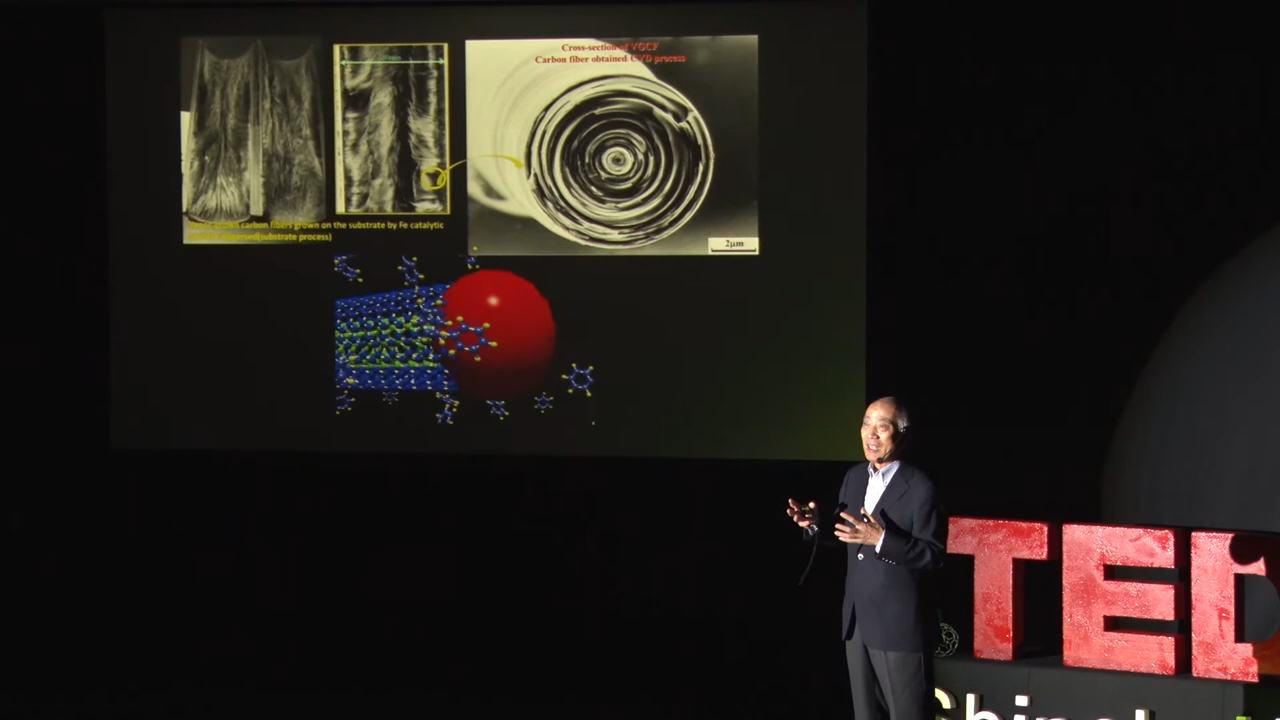 Cross-section of VGCF
Carbon fiber obtained CVD process
carbon fibers grown on the substrate by Fe catalytic
(substrate process)
2μm
TED